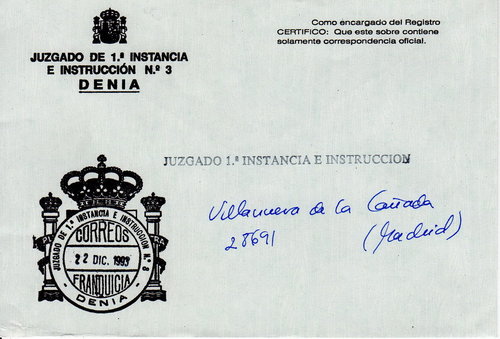 JUZGADO DE 1.ª INSTANCIA
E INSTRUCCIÓN N.º 3
DENIA
Como encargado del Registro
CERTIFICO: Que este sobre contiene
solamente correspondencia oficial.
JUZGADO 1.ª INSTANCIA E INSTRUCCION
Villanueva de la Cañada
28691 (Madrid)
JUZGADO DE 1.ª INSTANCIA E INSTRUCCIÓN N.º 3
CORREOS
22 DIC. 1993
FRANQUICIA
- DENIA -